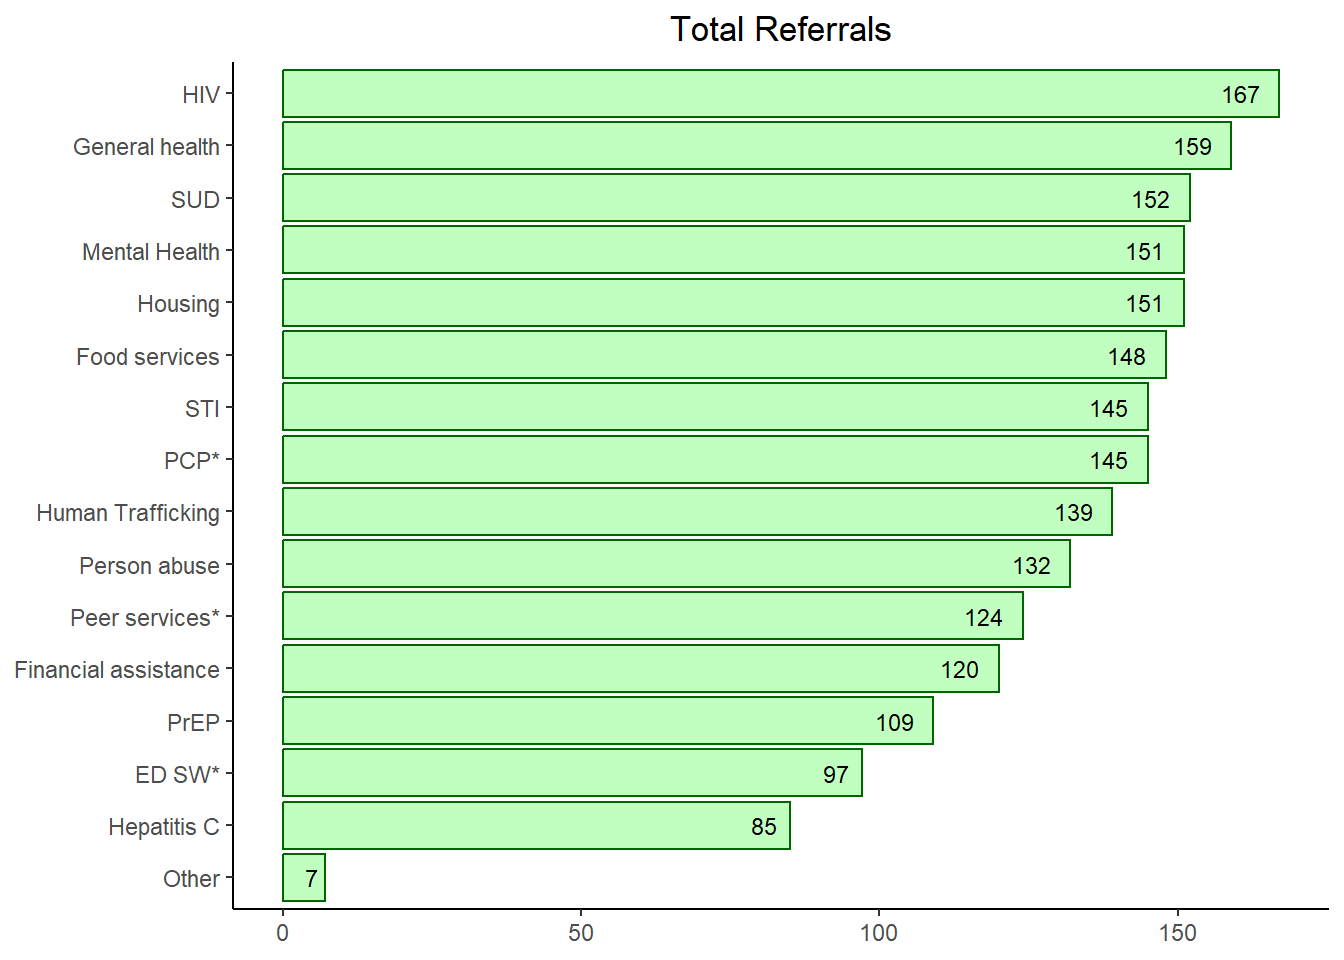 Total Referrals
HIV 167
General health 159
SUD 152
Mental Health 151
Housing 151
Food services 148
STI 145
PCP* 145
Human Trafficking 139
Person abuse 132
Peer services* 124
Financial assistance 120
PrEP 109
ED SW* 97
Hepatitis C 85
Other 7
0 50 100 150